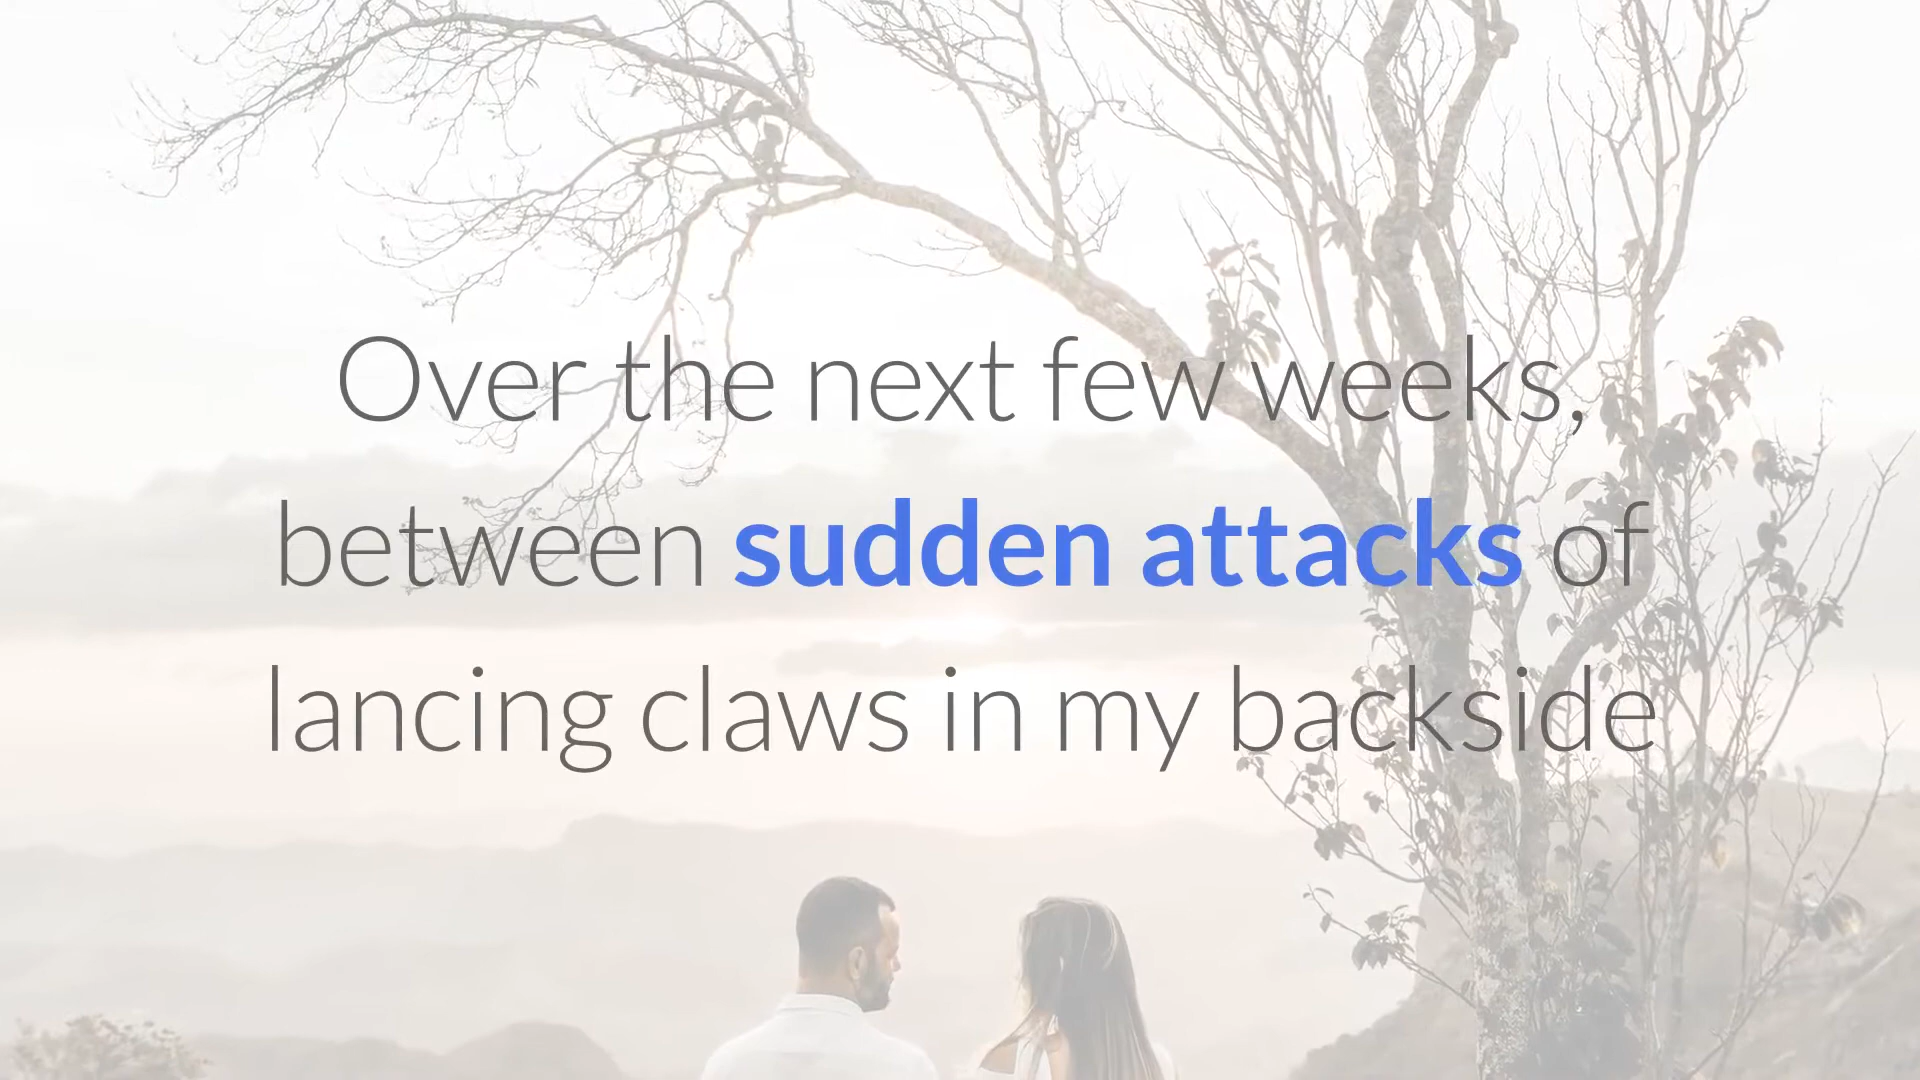 Over the next few weeks,
between sudden attacks of
lancing claws in my backside